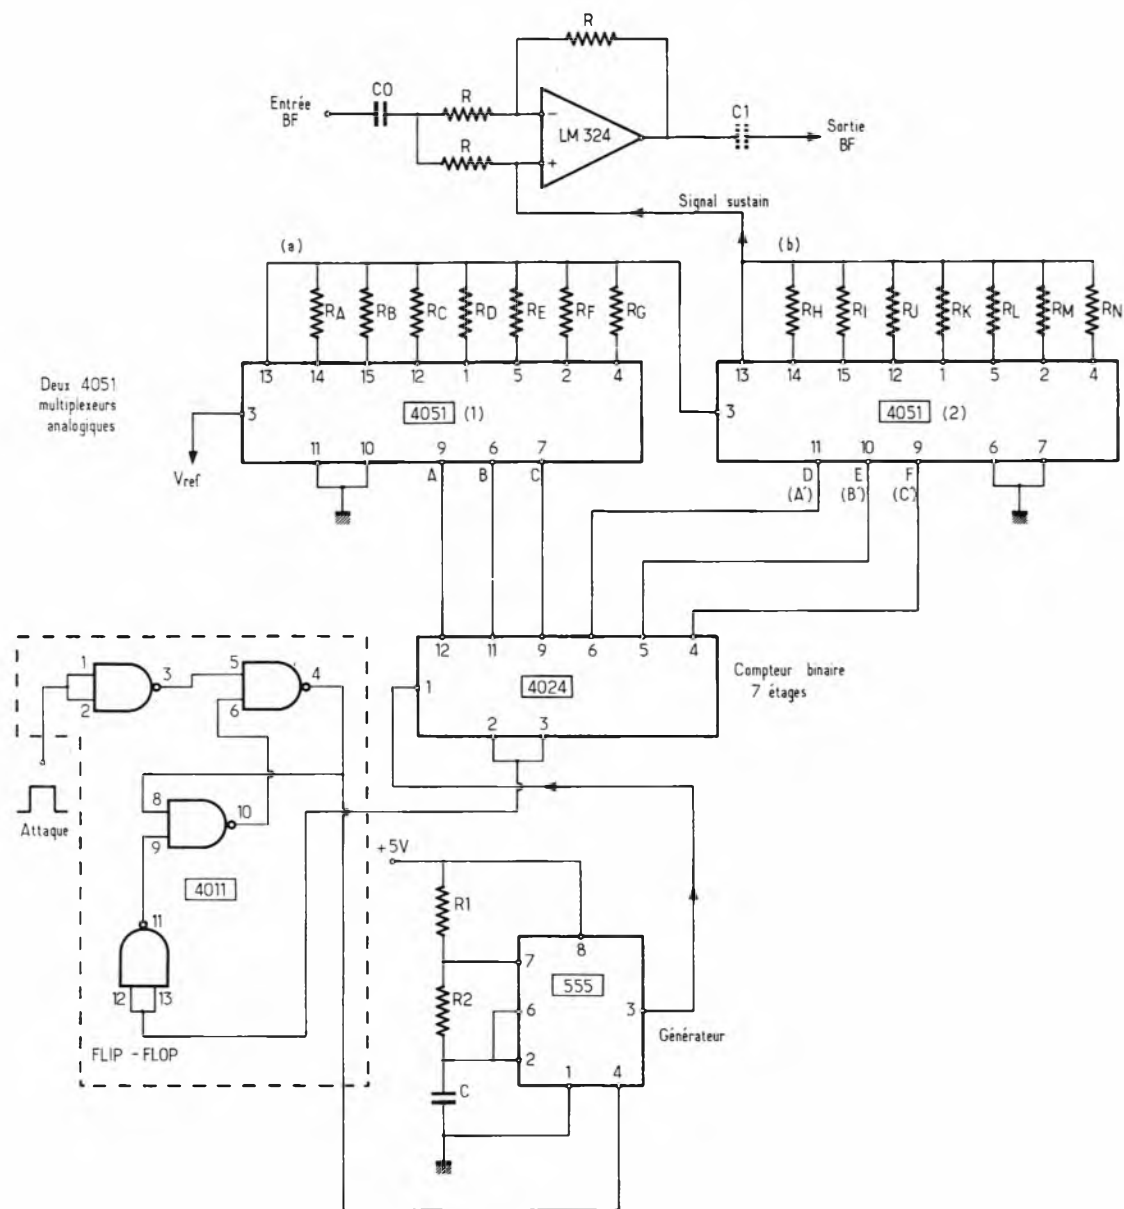 R
Entrée
BF
C0
R
R
LM 324
-
+
C1
Sortie
BF
Signal sustain
(a)
(b)
RA RB RC RD RE RF RG
RH RI RJ RK RL RM RN
13 14 15 12 1 5 2 4
13 14 15 12 1 5 2 4
Deux 4051
multiplexeurs
analogiques
3 4051 (1)
3 4051 (2)
11 10 9 6 7
11 10 9 6 7
Vref
A B C
D E F
(A') (B') (C')
12 11 9 6 5 4
1 4024
2 3
Compteur binaire
7 étages
1
2
3
5
6
4
8
9
10
Attaque
4011
11
12 13
FLIP - FLOP
+5V
R1
R2
C
8
7
555
6
3
2
1 4
Générateur